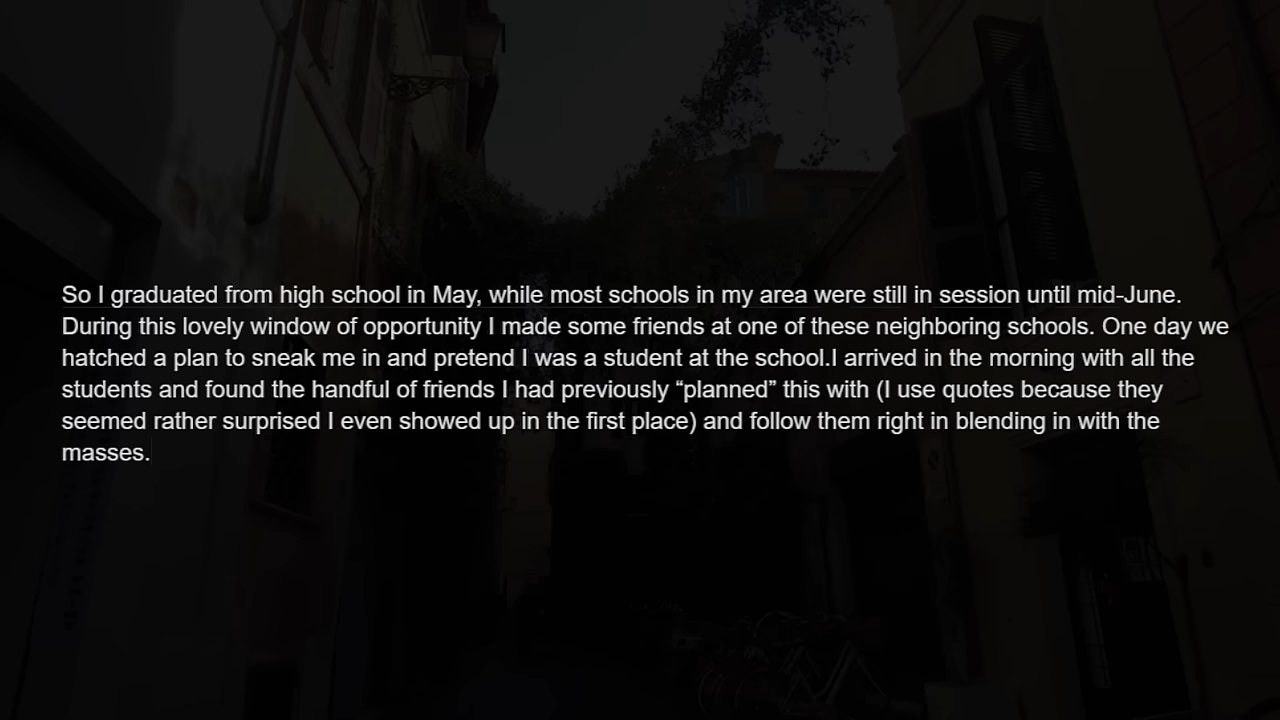 So I graduated from high school in May, while most schools in my area were still in session until mid-June.
During this lovely window of opportunity I made some friends at one of these neighboring schools. One day we
hatched a plan to sneak me in and pretend I was a student at the school.I arrived in the morning with all the
students and found the handful of friends I had previously “planned” this with (I use quotes because they
seemed rather surprised I even showed up in the first place) and follow them right in blending in with the
masses.